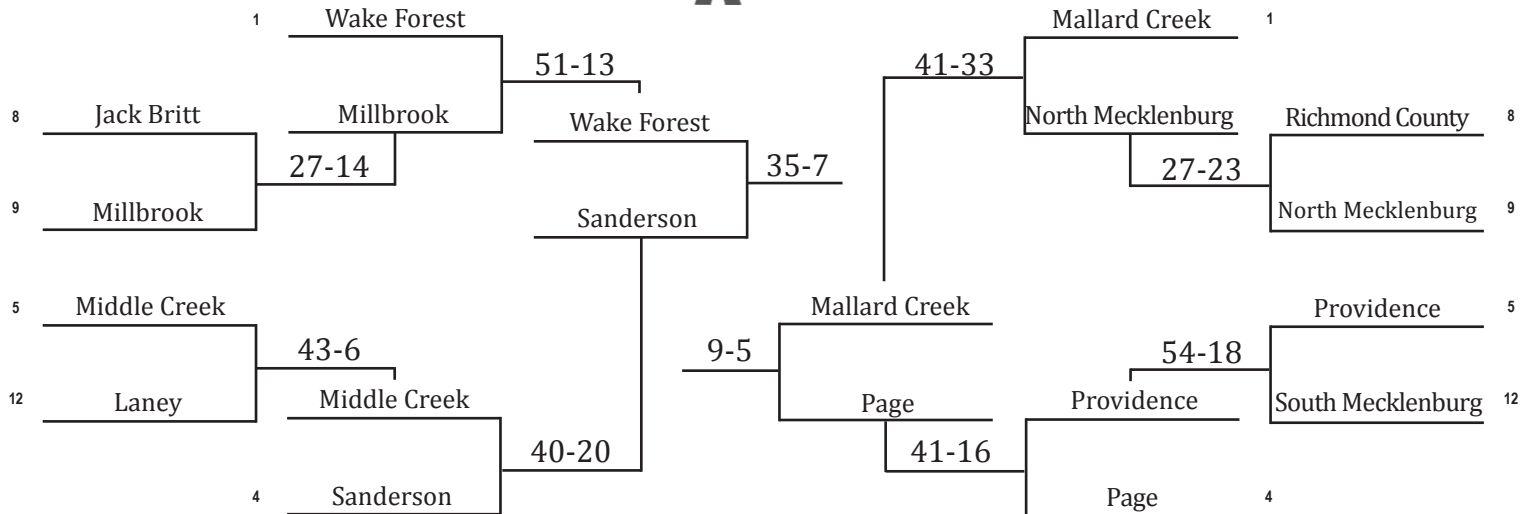 1 Wake Forest
Mallard Creek 1
51-13
41-33
8 Jack Britt
Millbrook
Wake Forest
North Mecklenburg
Richmond County 8
27-14
35-7
27-23
9 Millbrook
Sanderson
North Mecklenburg 9
5 Middle Creek
Mallard Creek
Providence 5
43-6
9-5
54-18
12 Laney
Middle Creek
Page
Providence
South Mecklenburg 12
40-20
41-16
4 Sanderson
Page 4